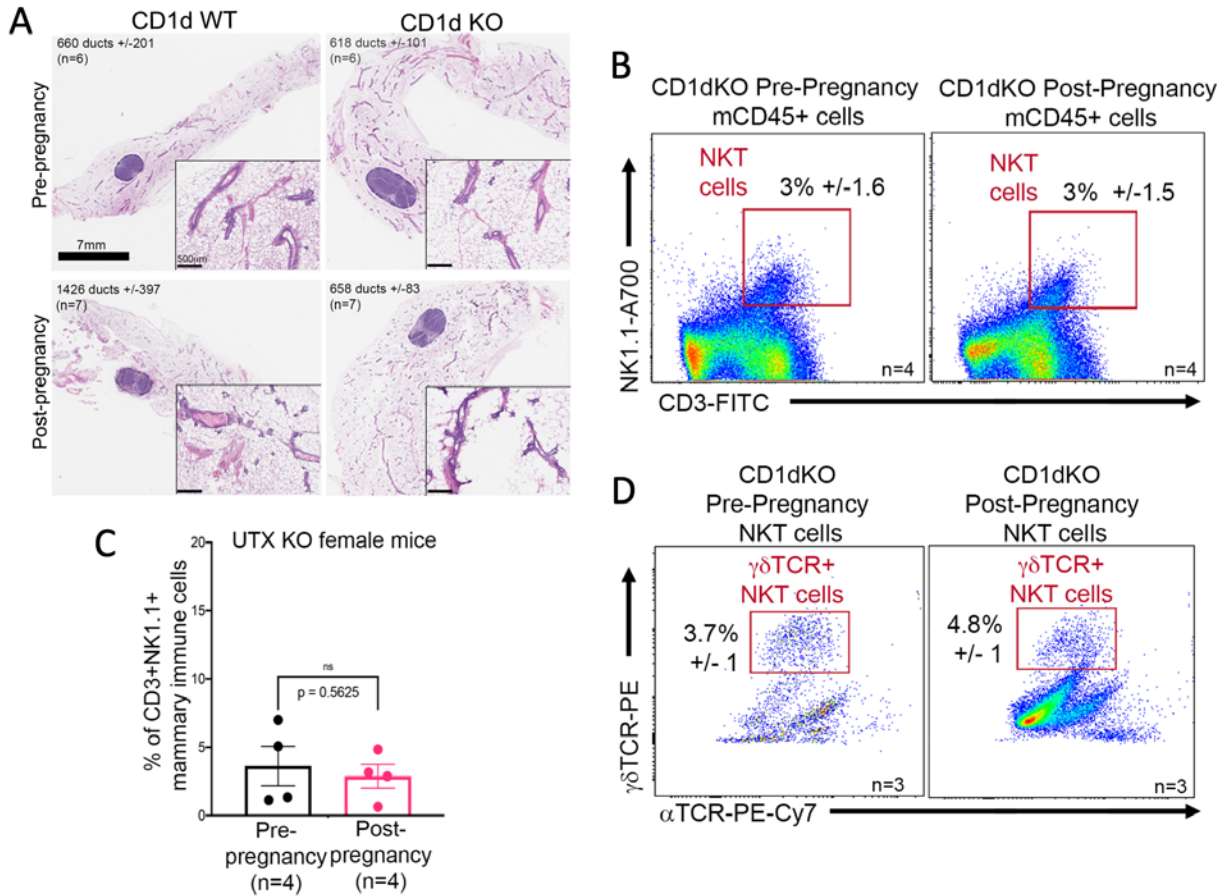 A
CD1d WT
CD1d KO
Pre-pregnancy
660 ducts +/-201
(n=6)
7mm
500μm
618 ducts +/-101
(n=6)
Post-pregnancy
1426 ducts +/-397
(n=7)
658 ducts +/-83
(n=7)
B
CD1dKO Pre-Pregnancy
mCD45+ cells
NKT
cells
3% +/-1.6
n=4
CD1dKO Post-Pregnancy
mCD45+ cells
NKT
cells
3% +/-1.5
n=4
NK1.1-A700
CD3-FITC
C
UTX KO female mice
% of CD3+NK1.1+
mammary immune cells
20
15
10
5
0
ns
p = 0.5625
Pre-
pregnancy
(n=4)
Post-
pregnancy
(n=4)
D
CD1dKO
Pre-Pregnancy
NKT cells
γδTCR+
NKT cells
3.7%
+/- 1
n=3
CD1dKO
Post-Pregnancy
NKT cells
γδTCR+
NKT cells
4.8%
+/- 1
n=3
γδTCR-PE
αTCR-PE-Cy7